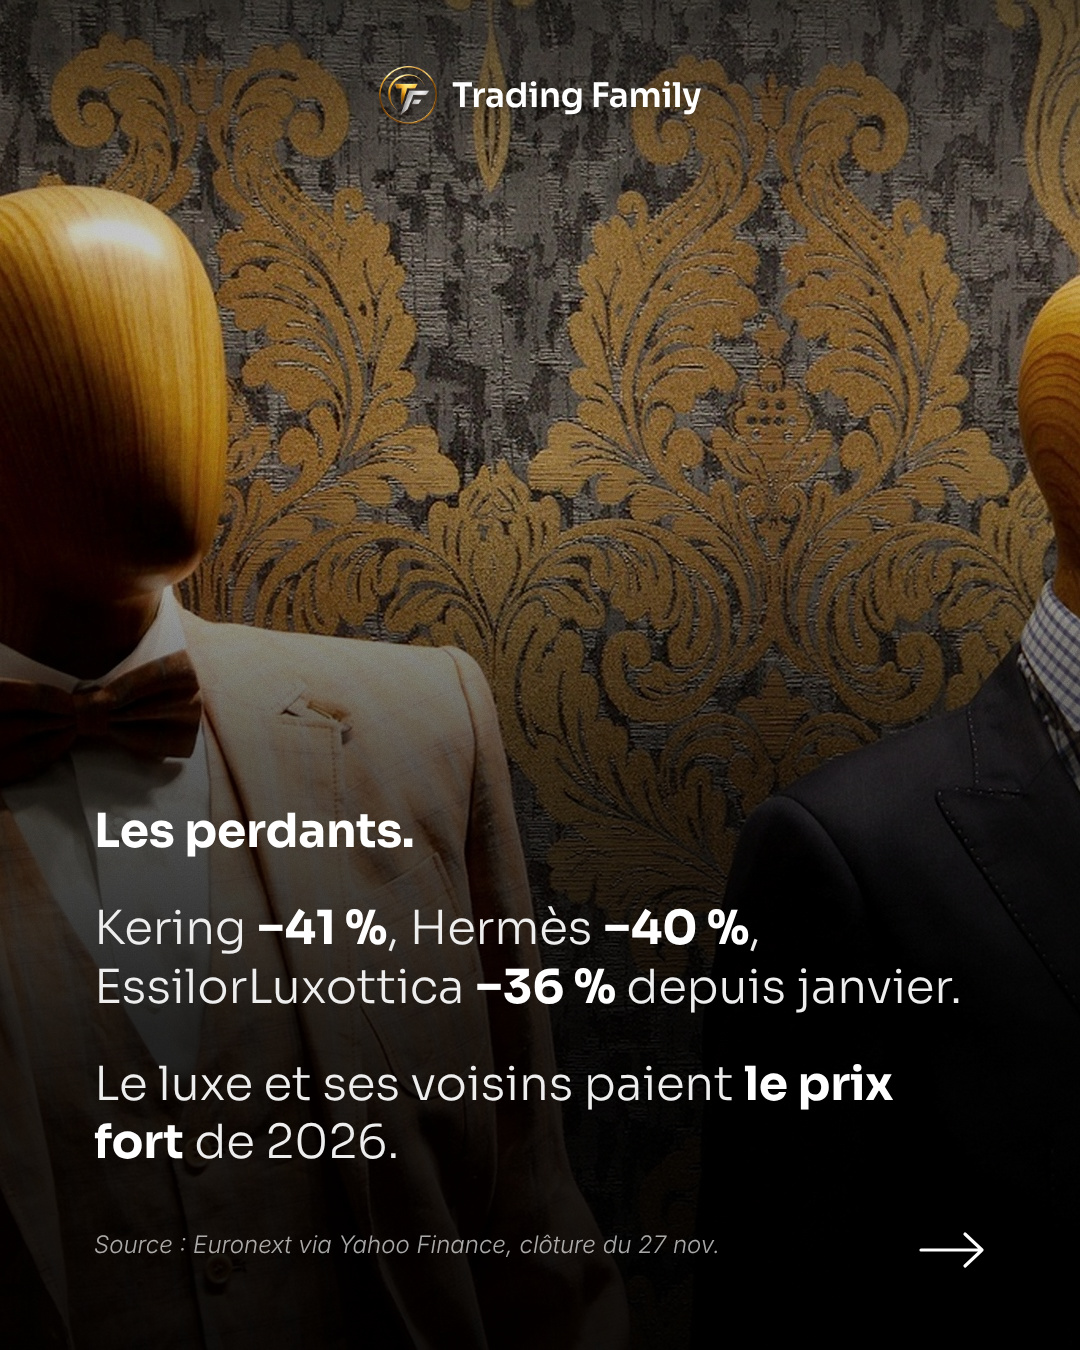 Trading Family
Les perdants.
Kering −41 %, Hermès −40 %,
EssilorLuxottica −36 % depuis janvier.
Le luxe et ses voisins paient le prix
fort de 2026.
Source : Euronext via Yahoo Finance, clôture du 27 nov.